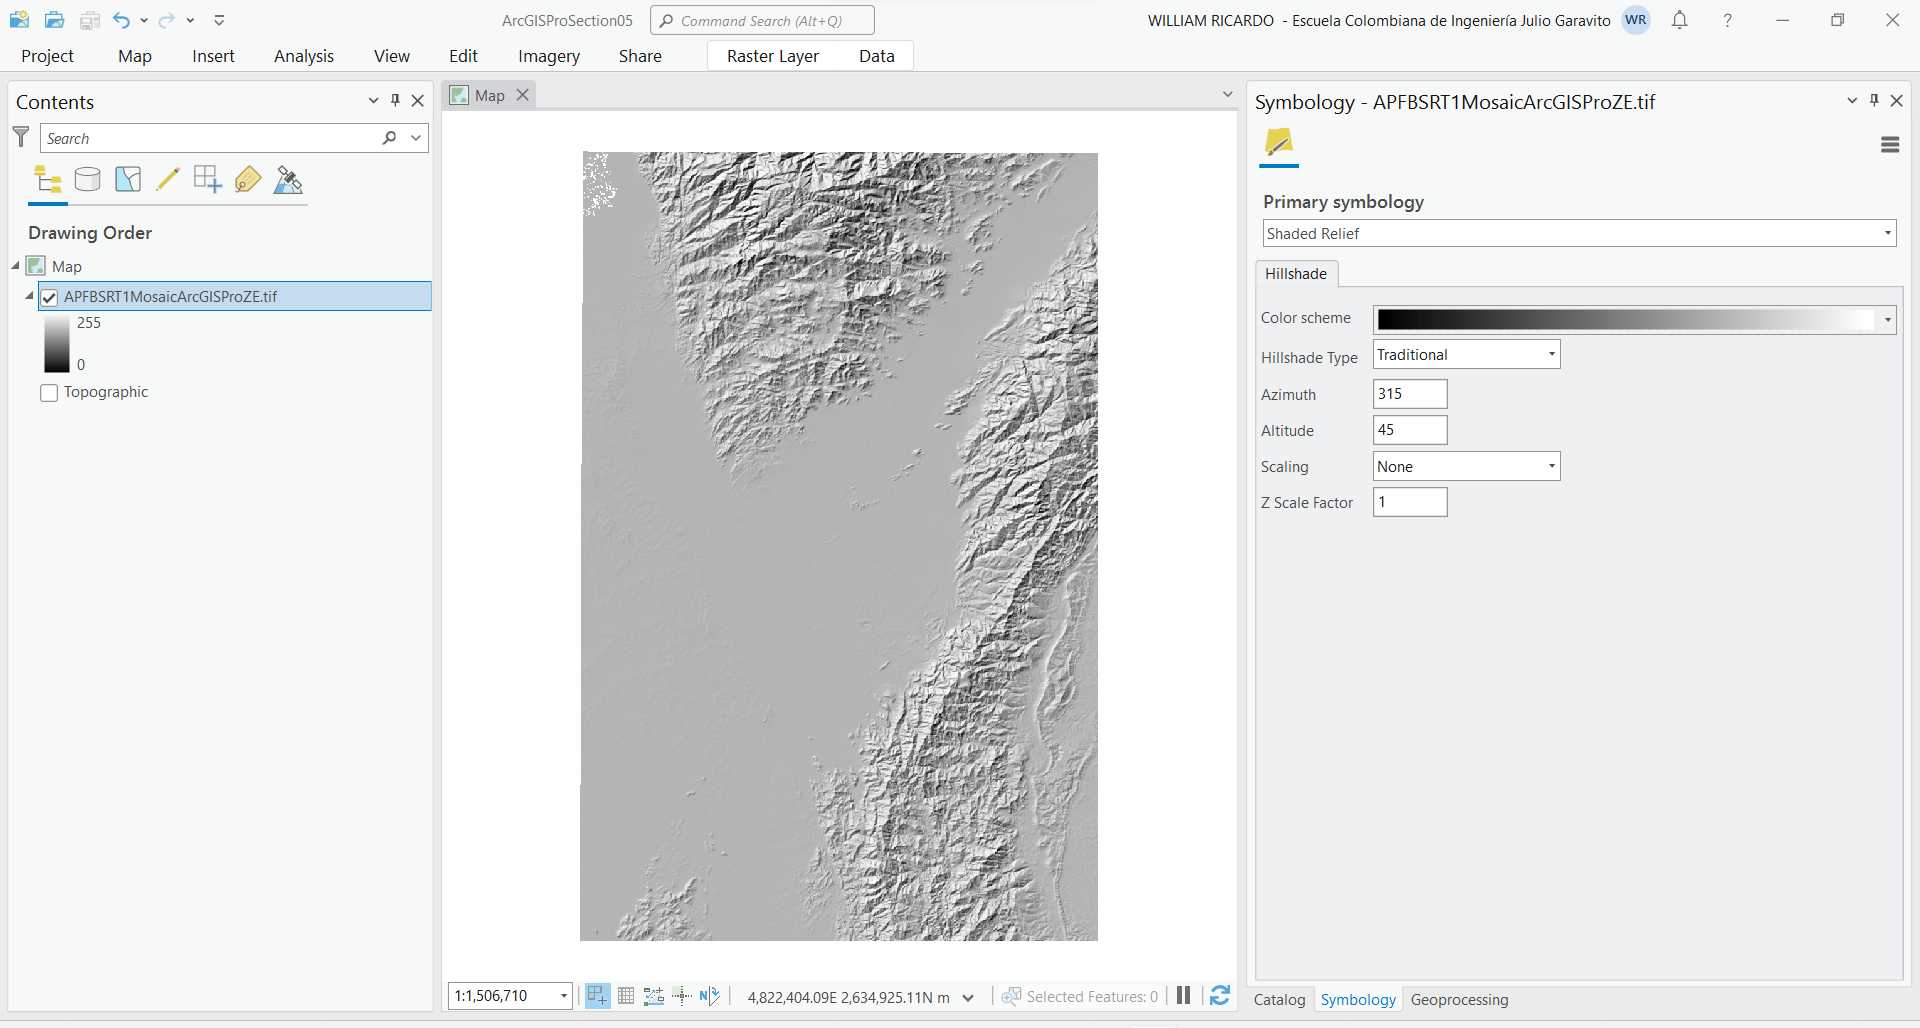 ArcGISProSection05
Command Search (Alt+Q)
WILLIAM RICARDO - Escuela Colombiana de Ingeniería Julio Garavito
WR
?
Project
Map
Insert
Analysis
View
Edit
Imagery
Share
Raster Layer
Data
Contents
Search
Drawing Order
Map
APFBSRT1MosaicArcGISProZE.tif
255
0
Topographic
Map
1:1,506,710
4,822,404.09E 2,634,925.11N m
Selected Features: 0
Symbology - APFBSRT1MosaicArcGISProZE.tif
Primary symbology
Shaded Relief
Hillshade
Color scheme
Hillshade Type
Traditional
Azimuth
315
Altitude
45
Scaling
None
Z Scale Factor
1
Catalog
Symbology
Geoprocessing